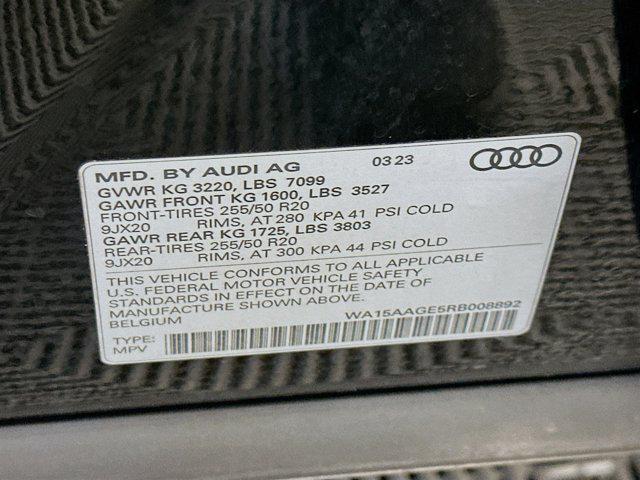 MFD. BY AUDI AG 03 23
GVWR KG 3220, LBS 7099
GAWR FRONT KG 1600, LBS 3527
FRONT-TIRES 255/50 R20
9JX20 RIMS, AT 280 KPA 41 PSI COLD
GAWR REAR KG 1725, LBS 3803
REAR-TIRES 255/50 R20
9JX20 RIMS, AT 300 KPA 44 PSI COLD
THIS VEHICLE CONFORMS TO ALL APPLICABLE
U.S. FEDERAL MOTOR VEHICLE SAFETY
STANDARDS IN EFFECT ON THE DATE OF
MANUFACTURE SHOWN ABOVE.
BELGIUM WA15AAGE5RB008892
TYPE:
MPV